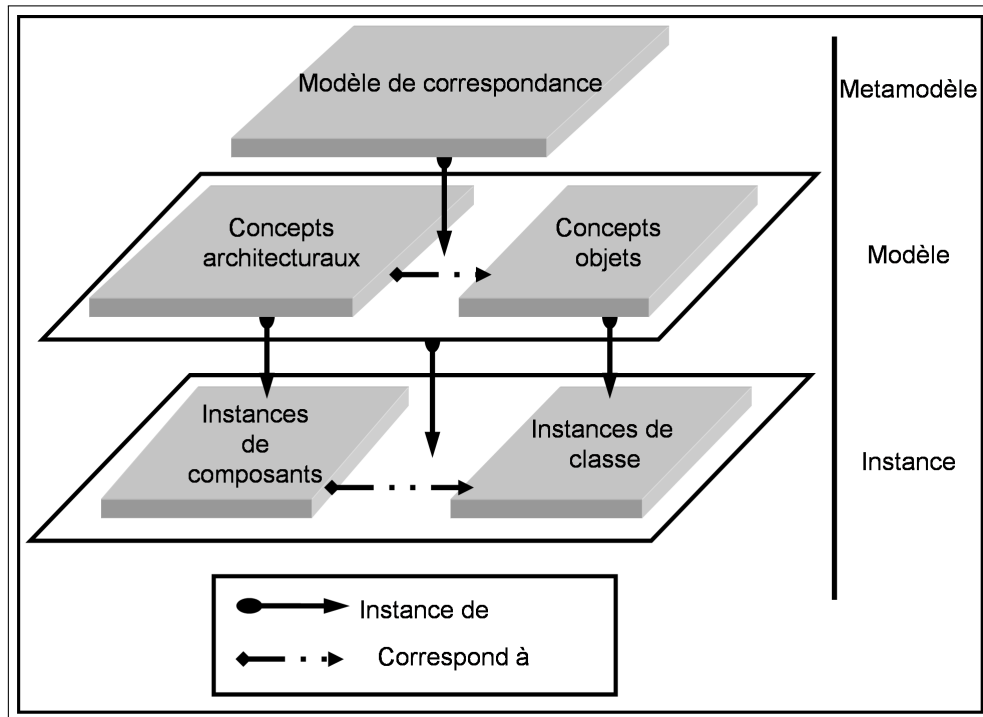 Modèle de correspondance
Metamodèle
Concepts
architecturaux
Concepts
objets
Modèle
Instances
de
composants
Instances de
classe
Instance
Instance de
Correspond à